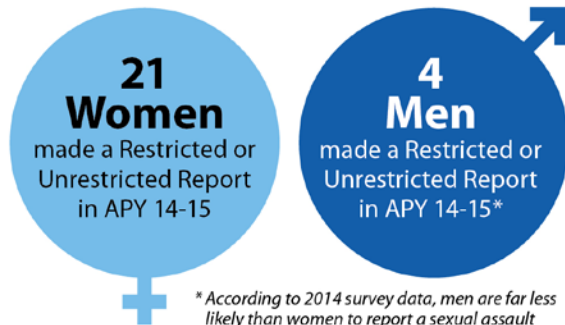 21
Women
made a Restricted or
Unrestricted Report
in APY 14-15
4
Men
made a Restricted or
Unrestricted Report
in APY 14-15*
* According to 2014 survey data, men are far less
likely than women to report a sexual assault